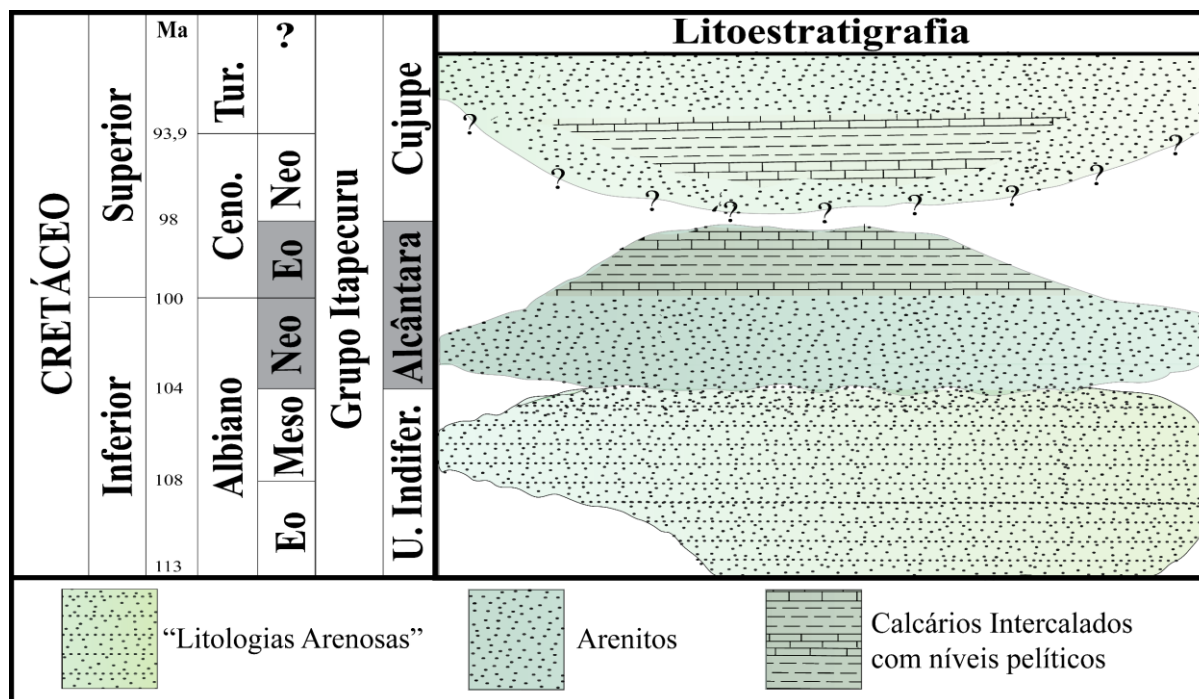 Ma
?
Litoestratigrafia
CRETÁCEO
Superior
Inferior
93,9
98
100
104
108
113
Tur.
Ceno.
Albiano
Neo
Eo
Neo
Meso
Eo
Grupo Itapecuru
Cujupe
Alcântara
U. Indifer.
?
?
?
?
?
?
?
?
?
“Litologias Arenosas”
Arenitos
Calcários Intercalados
com níveis pelíticos